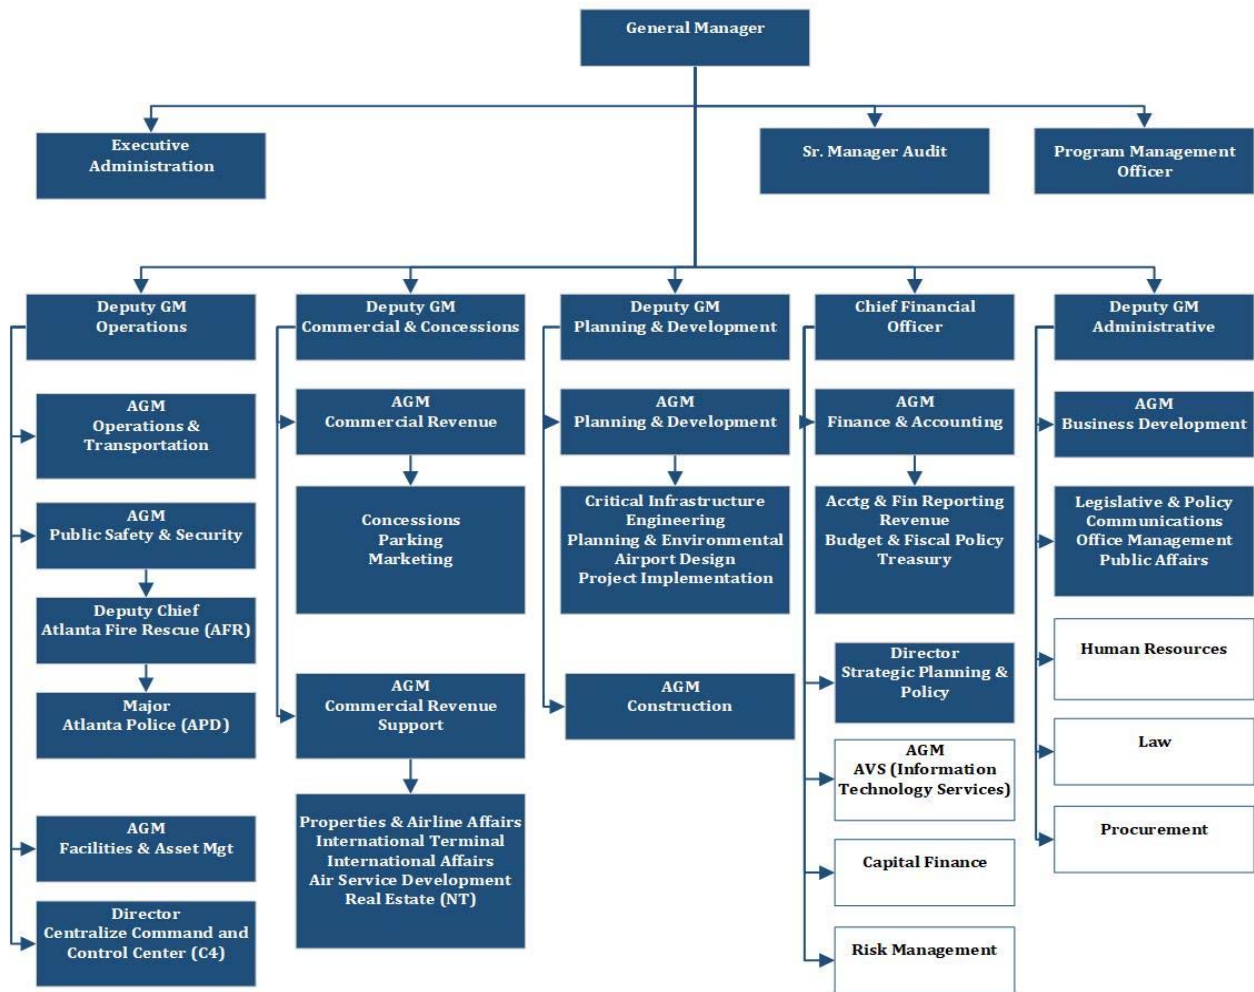 General Manager
Executive
Administration
Sr. Manager Audit
Program Management
Officer
Deputy GM
Operations
AGM
Operations &
Transportation
AGM
Public Safety & Security
Deputy Chief
Atlanta Fire Rescue (AFR)
Major
Atlanta Police (APD)
AGM
Facilities & Asset Mgt
Director
Centralize Command and
Control Center (C4)
Deputy GM
Commercial & Concessions
AGM
Commercial Revenue
Concessions
Parking
Marketing
AGM
Commercial Revenue
Support
Properties & Airline Affairs
International Terminal
International Affairs
Air Service Development
Real Estate (NT)
Deputy GM
Planning & Development
AGM
Planning & Development
Critical Infrastructure
Engineering
Planning & Environmental
Airport Design
Project Implementation
AGM
Construction
Chief Financial
Officer
AGM
Finance & Accounting
Acctg & Fin Reporting
Revenue
Budget & Fiscal Policy
Treasury
Director
Strategic Planning &
Policy
AGM
AVS (Information
Technology Services)
Capital Finance
Risk Management
Deputy GM
Administrative
AGM
Business Development
Legislative & Policy
Communications
Office Management
Public Affairs
Human Resources
Law
Procurement